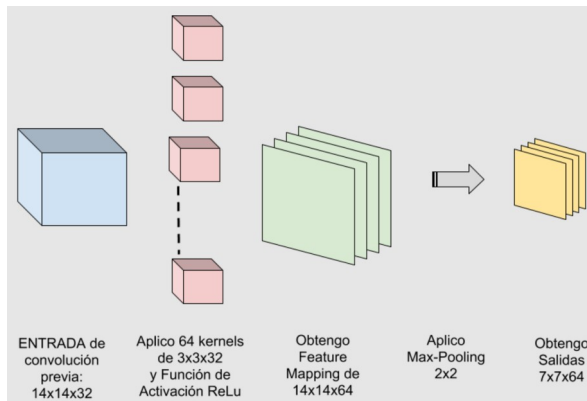 ENTRADA de
convolución
previa:
14x14x32
Aplico 64 kernels
de 3x3x32
y Función de
Activación ReLu
Obtengo
Feature
Mapping de
14x14x64
Aplico
Max-Pooling
2x2
Obtengo
Salidas
7x7x64